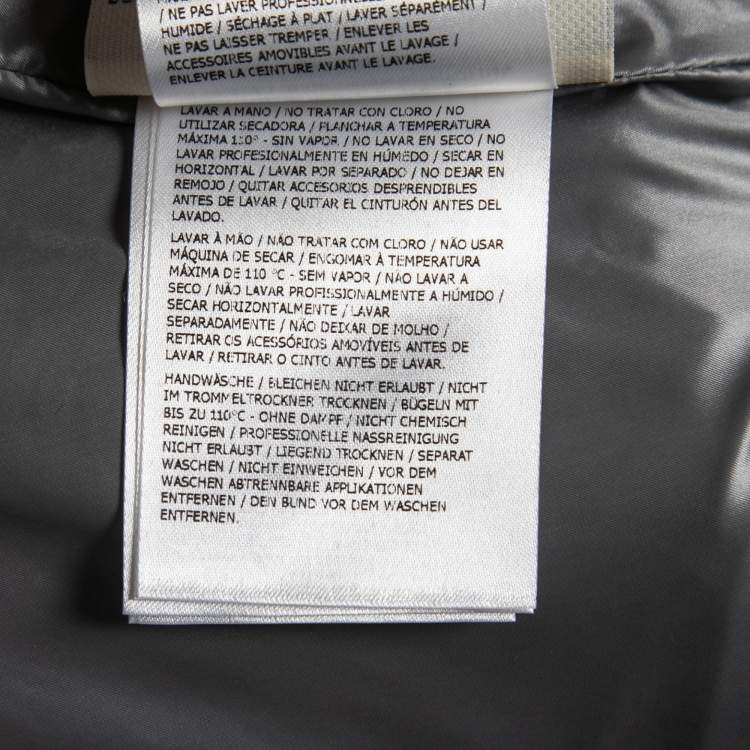 / NE PAS LAVER PROFESSIONNEL
HUMIDE / SÉCHAGE À PLAT / LAVER SÉPARÉMENT /
NE PAS LAISSER TREMPER / ENLEVER LES
ACCESSOIRES AMOVIBLES AVANT LE LAVAGE /
ENLEVER LA CEINTURE AVANT LE LAVAGE.
LAVAR A MANO / NO TRATAR CON CLORO / NO
UTILIZAR SECADORA / PLANCHAR A TEMPERATURA
MÁXIMA 110° - SIN VAPOR / NO LAVAR EN SECO / NO
LAVAR PROFESIONALMENTE EN HÚMEDO / SECAR EN
HORIZONTAL / LAVAR POR SEPARADO / NO DEJAR EN
REMOJO / QUITAR ACCESORIOS DESPRENDIBLES
ANTES DE LAVAR / QUITAR EL CINTURÓN ANTES DEL
LAVADO.
LAVAR À MÃO / NÃO TRATAR COM CLORO / NÃO USAR
MÁQUINA DE SECAR / ENGOMAR À TEMPERATURA
MÁXIMA DE 110 °C - SEM VAPOR / NÃO LAVAR A
SECO / NÃO LAVAR PROFISSIONALMENTE A HÚMIDO /
SECAR HORIZONTALMENTE / LAVAR
SEPARADAMENTE / NÃO DEIXAR DE MOLHO /
RETIRAR OS ACESSÓRIOS AMOVÍVEIS ANTES DE
LAVAR / RETIRAR O CINTO ANTES DE LAVAR.
HANDWÄSCHE / BLEICHEN NICHT ERLAUBT / NICHT
IM TROMMELTROCKNER TROCKNEN / BÜGELN MIT
BIS ZU 110°C - OHNE DAMPF / NICHT CHEMISCH
REINIGEN / PROFESSIONELLE NASSREINIGUNG
NICHT ERLAUBT / LIEGEND TROCKNEN / SEPARAT
WASCHEN / NICHT EINWEICHEN / VOR DEM
WASCHEN ABTRENNBARE APPLIKATIONEN
ENTFERNEN / DEN BUND VOR DEM WASCHEN
ENTFERNEN.